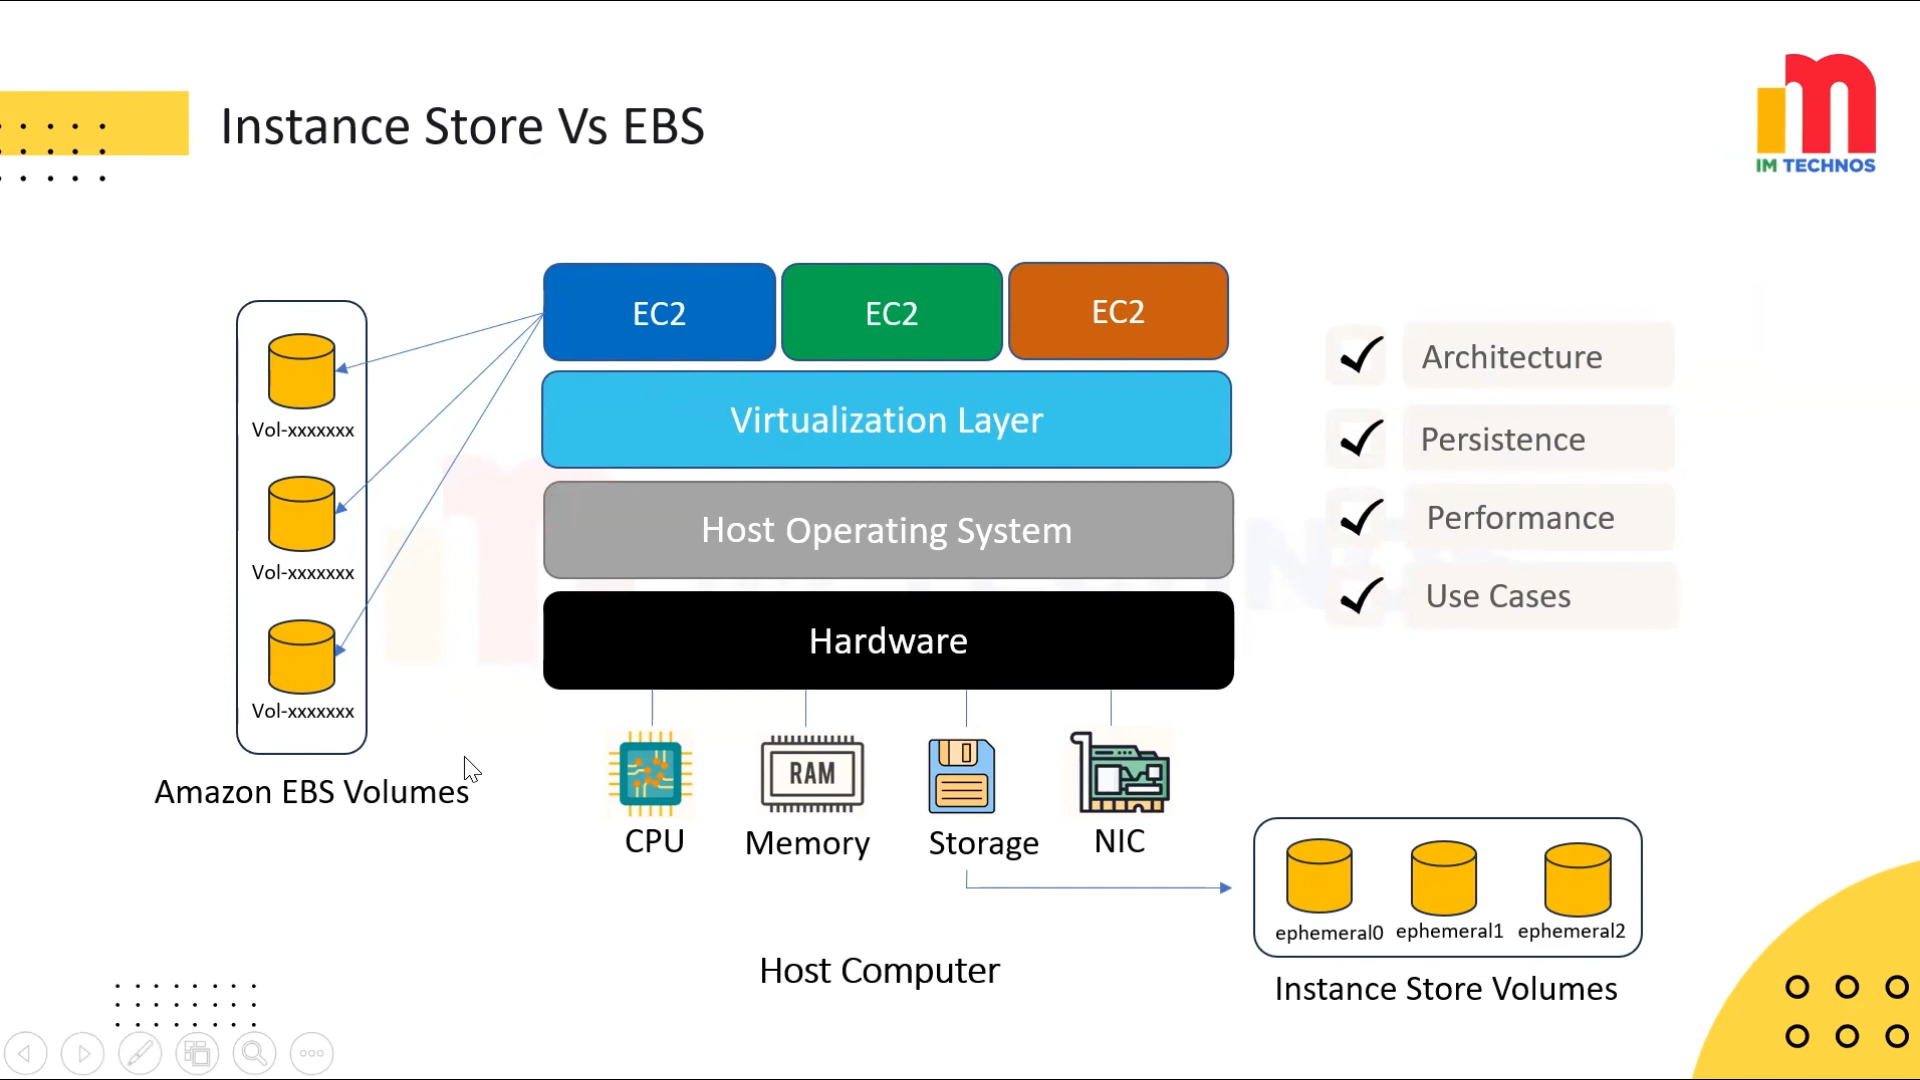 Instance Store Vs EBS
IM TECHNOS
EC2
EC2
EC2
Virtualization Layer
Host Operating System
Hardware
Vol-xxxxxxx
Vol-xxxxxxx
Vol-xxxxxxx
Amazon EBS Volumes
Architecture
Persistence
Performance
Use Cases
RAM
CPU
Memory
Storage
NIC
Host Computer
ephemeral0
ephemeral1
ephemeral2
Instance Store Volumes